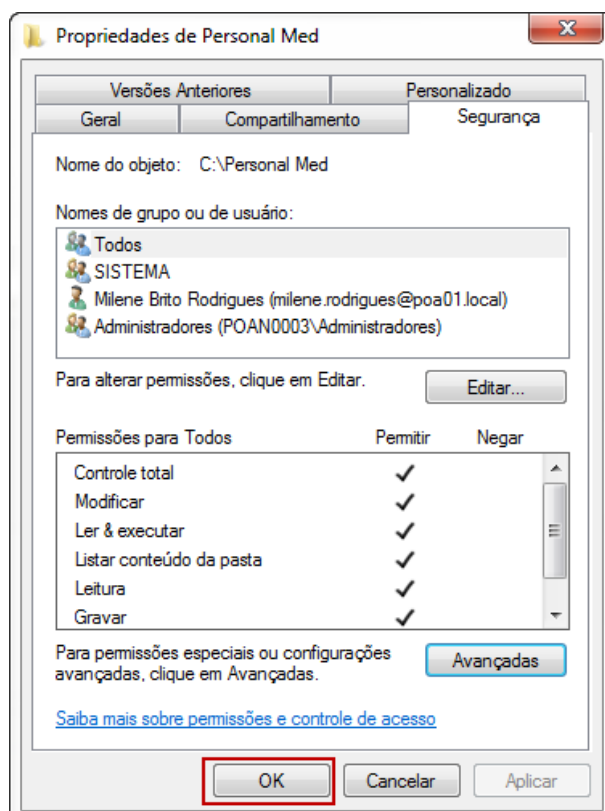 Propriedades de Personal Med
Versões Anteriores
Personalizado
Geral
Compartilhamento
Segurança
Nome do objeto: C:\Personal Med
Nomes de grupo ou de usuário:
Todos
SISTEMA
Milene Brito Rodrigues (milene.rodrigues@poa01.local)
Administradores (POAN0003\Administradores)
Para alterar permissões, clique em Editar.
Editar...
Permissões para Todos
Permitir
Negar
Controle total
Modificar
Ler & executar
Listar conteúdo da pasta
Leitura
Gravar
Para permissões especiais ou configurações
avançadas, clique em Avançadas.
Avançadas
Saiba mais sobre permissões e controle de acesso
OK
Cancelar
Aplicar